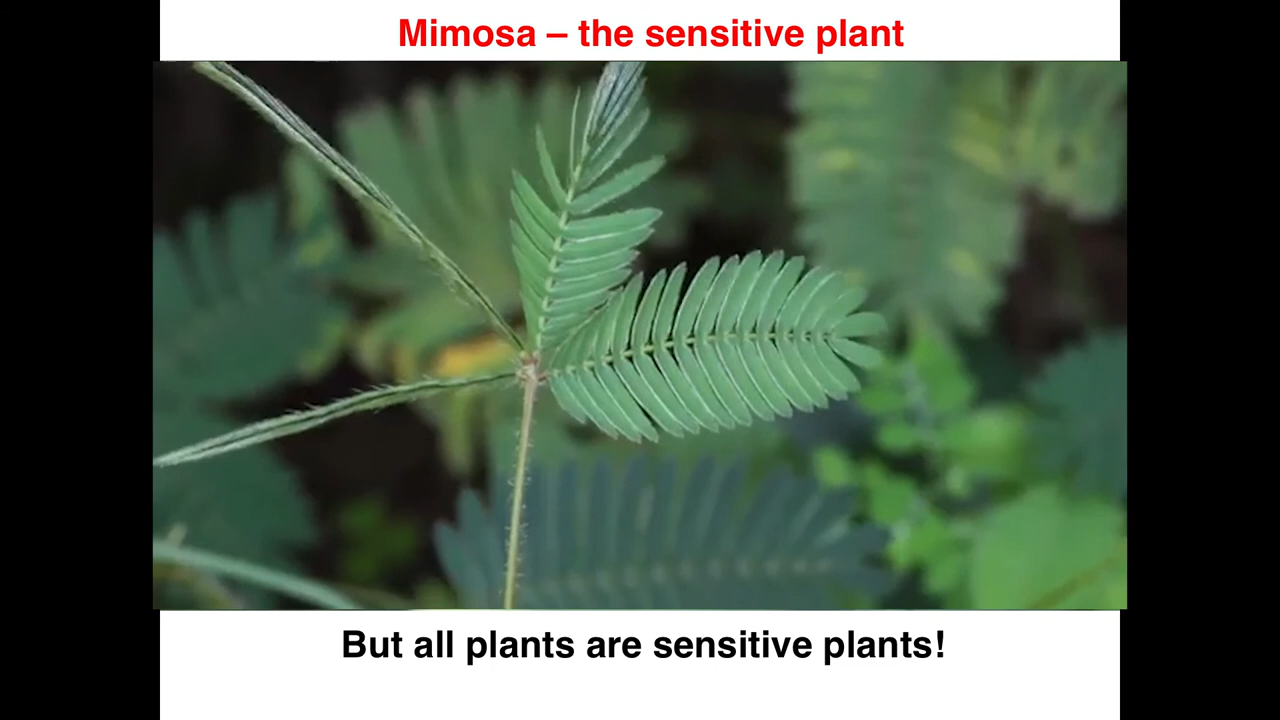 Mimosa – the sensitive plant
But all plants are sensitive plants!